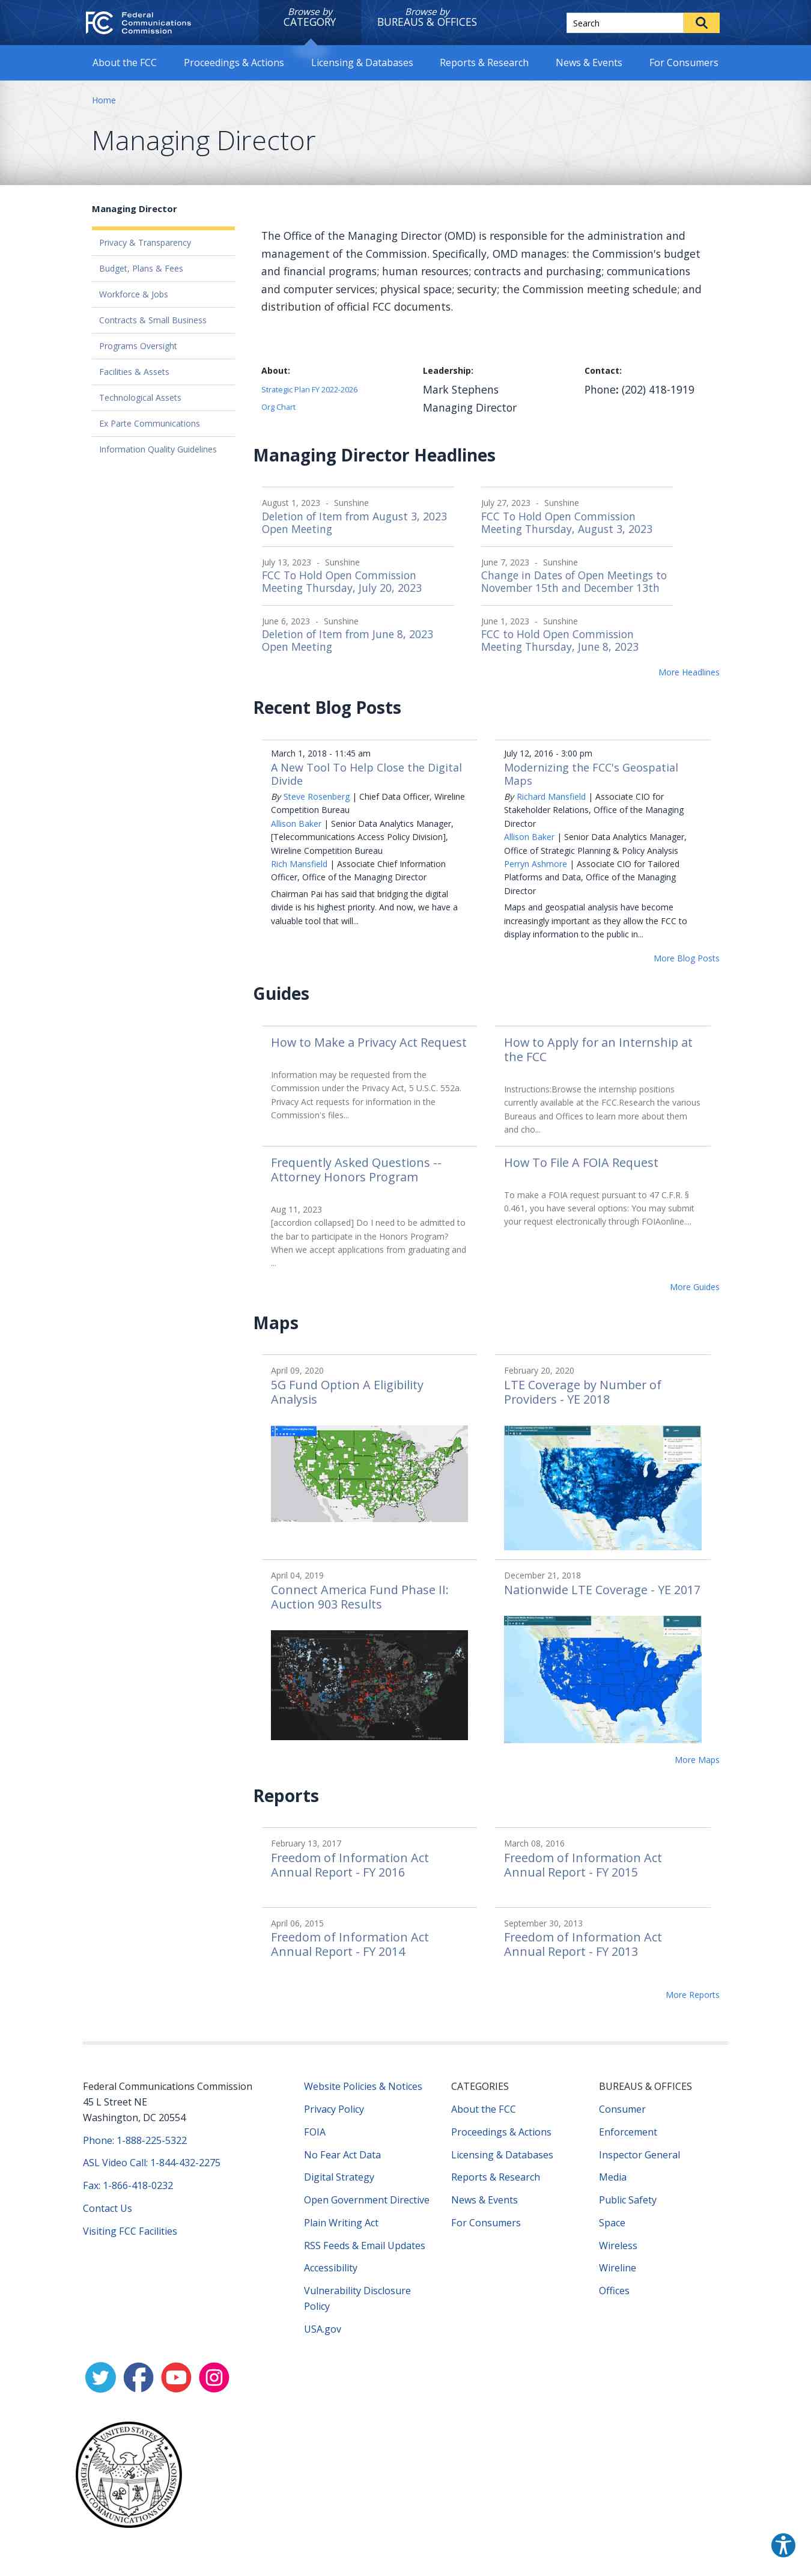 Federal
Communications
Commission
Browse by
CATEGORY
Browse by
BUREAUS & OFFICES
Search
About the FCC
Proceedings & Actions
Licensing & Databases
Reports & Research
News & Events
For Consumers
Home
Managing Director
Managing Director
Privacy & Transparency
Budget, Plans & Fees
Workforce & Jobs
Contracts & Small Business
Programs Oversight
Facilities & Assets
Technological Assets
Ex Parte Communications
Information Quality Guidelines
The Office of the Managing Director (OMD) is responsible for the administration and
management of the Commission. Specifically, OMD manages: the Commission's budget
and financial programs; human resources; contracts and purchasing; communications
and computer services; physical space; security; the Commission meeting schedule; and
distribution of official FCC documents.
About:
Strategic Plan FY 2022-2026
Org Chart
Leadership:
Mark Stephens
Managing Director
Contact:
Phone: (202) 418-1919
Managing Director Headlines
August 1, 2023 - Sunshine
Deletion of Item from August 3, 2023
Open Meeting
July 27, 2023 - Sunshine
FCC To Hold Open Commission
Meeting Thursday, August 3, 2023
July 13, 2023 - Sunshine
FCC To Hold Open Commission
Meeting Thursday, July 20, 2023
June 7, 2023 - Sunshine
Change in Dates of Open Meetings to
November 15th and December 13th
June 6, 2023 - Sunshine
Deletion of Item from June 8, 2023
Open Meeting
June 1, 2023 - Sunshine
FCC to Hold Open Commission
Meeting Thursday, June 8, 2023
More Headlines
Recent Blog Posts
March 1, 2018 - 11:45 am
A New Tool To Help Close the Digital
Divide
By Steve Rosenberg | Chief Data Officer, Wireline
Competition Bureau
Allison Baker | Senior Data Analytics Manager,
[Telecommunications Access Policy Division],
Wireline Competition Bureau
Rich Mansfield | Associate Chief Information
Officer, Office of the Managing Director
Chairman Pai has said that bridging the digital
divide is his highest priority. And now, we have a
valuable tool that will...
July 12, 2016 - 3:00 pm
Modernizing the FCC's Geospatial
Maps
By Richard Mansfield | Associate CIO for
Stakeholder Relations, Office of the Managing
Director
Allison Baker | Senior Data Analytics Manager,
Office of Strategic Planning & Policy Analysis
Perryn Ashmore | Associate CIO for Tailored
Platforms and Data, Office of the Managing
Director
Maps and geospatial analysis have become
increasingly important as they allow the FCC to
display information to the public in...
More Blog Posts
Guides
How to Make a Privacy Act Request
Information may be requested from the
Commission under the Privacy Act, 5 U.S.C. 552a.
Privacy Act requests for information in the
Commission's files...
How to Apply for an Internship at
the FCC
Instructions:Browse the internship positions
currently available at the FCC.Research the various
Bureaus and Offices to learn more about them
and cho...
Frequently Asked Questions --
Attorney Honors Program
Aug 11, 2023
[accordion collapsed] Do I need to be admitted to
the bar to participate in the Honors Program?
When we accept applications from graduating and
...
How To File A FOIA Request
To make a FOIA request pursuant to 47 C.F.R. §
0.461, you have several options: You may submit
your request electronically through FOIAonline....
More Guides
Maps
April 09, 2020
5G Fund Option A Eligibility
Analysis
February 20, 2020
LTE Coverage by Number of
Providers - YE 2018
April 04, 2019
Connect America Fund Phase II:
Auction 903 Results
December 21, 2018
Nationwide LTE Coverage - YE 2017
More Maps
Reports
February 13, 2017
Freedom of Information Act
Annual Report - FY 2016
March 08, 2016
Freedom of Information Act
Annual Report - FY 2015
April 06, 2015
Freedom of Information Act
Annual Report - FY 2014
September 30, 2013
Freedom of Information Act
Annual Report - FY 2013
More Reports
Federal Communications Commission
45 L Street NE
Washington, DC 20554
Phone: 1-888-225-5322
ASL Video Call: 1-844-432-2275
Fax: 1-866-418-0232
Contact Us
Visiting FCC Facilities
Website Policies & Notices
Privacy Policy
FOIA
No Fear Act Data
Digital Strategy
Open Government Directive
Plain Writing Act
RSS Feeds & Email Updates
Accessibility
Vulnerability Disclosure
Policy
USA.gov
CATEGORIES
About the FCC
Proceedings & Actions
Licensing & Databases
Reports & Research
News & Events
For Consumers
BUREAUS & OFFICES
Consumer
Enforcement
Inspector General
Media
Public Safety
Space
Wireless
Wireline
Offices
UNITED STATES
FEDERAL COMMUNICATIONS COMMISSION